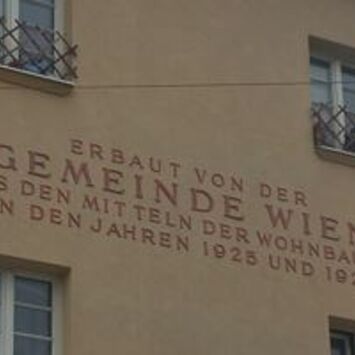 ERBAUT VON DER
GEMEINDE WIEN
DEN MITTELN DER
DEN JAHREN 1925 UND